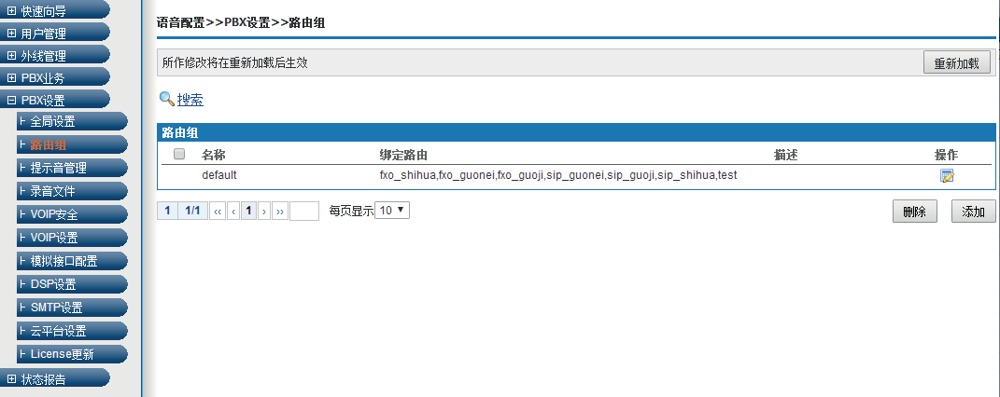 快速向导
用户管理
外线管理
PBX业务
PBX设置
全局设置
路由组
提示音管理
录音文件
VOIP安全
VOIP设置
模拟接口配置
DSP设置
SMTP设置
云平台设置
License更新
状态报告
语音配置>>PBX设置>>路由组
所作修改将在重新加载后生效 重新加载
搜索
路由组
名称 绑定路由 描述 操作
default fxo_shihua,fxo_guonei,fxo_guoji,sip_guonei,sip_guoji,sip_shihua,test
1 1/1 ‹‹ ‹ 1 › ›› 每页显示 10 删除 添加